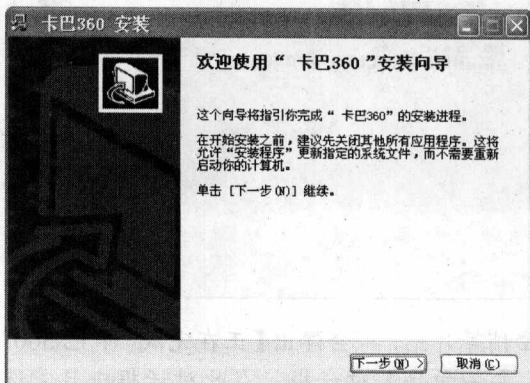 卡巴360 安装
欢迎使用“ 卡巴360 ”安装向导
这个向导将指引你完成“ 卡巴360”的安装进程。
在开始安装之前，建议先关闭其他所有应用程序。这将
允许“安装程序”更新指定的系统文件，而不需要重新
启动你的计算机。
单击 [下一步(N)] 继续。
下一步(N) >
取消(C)